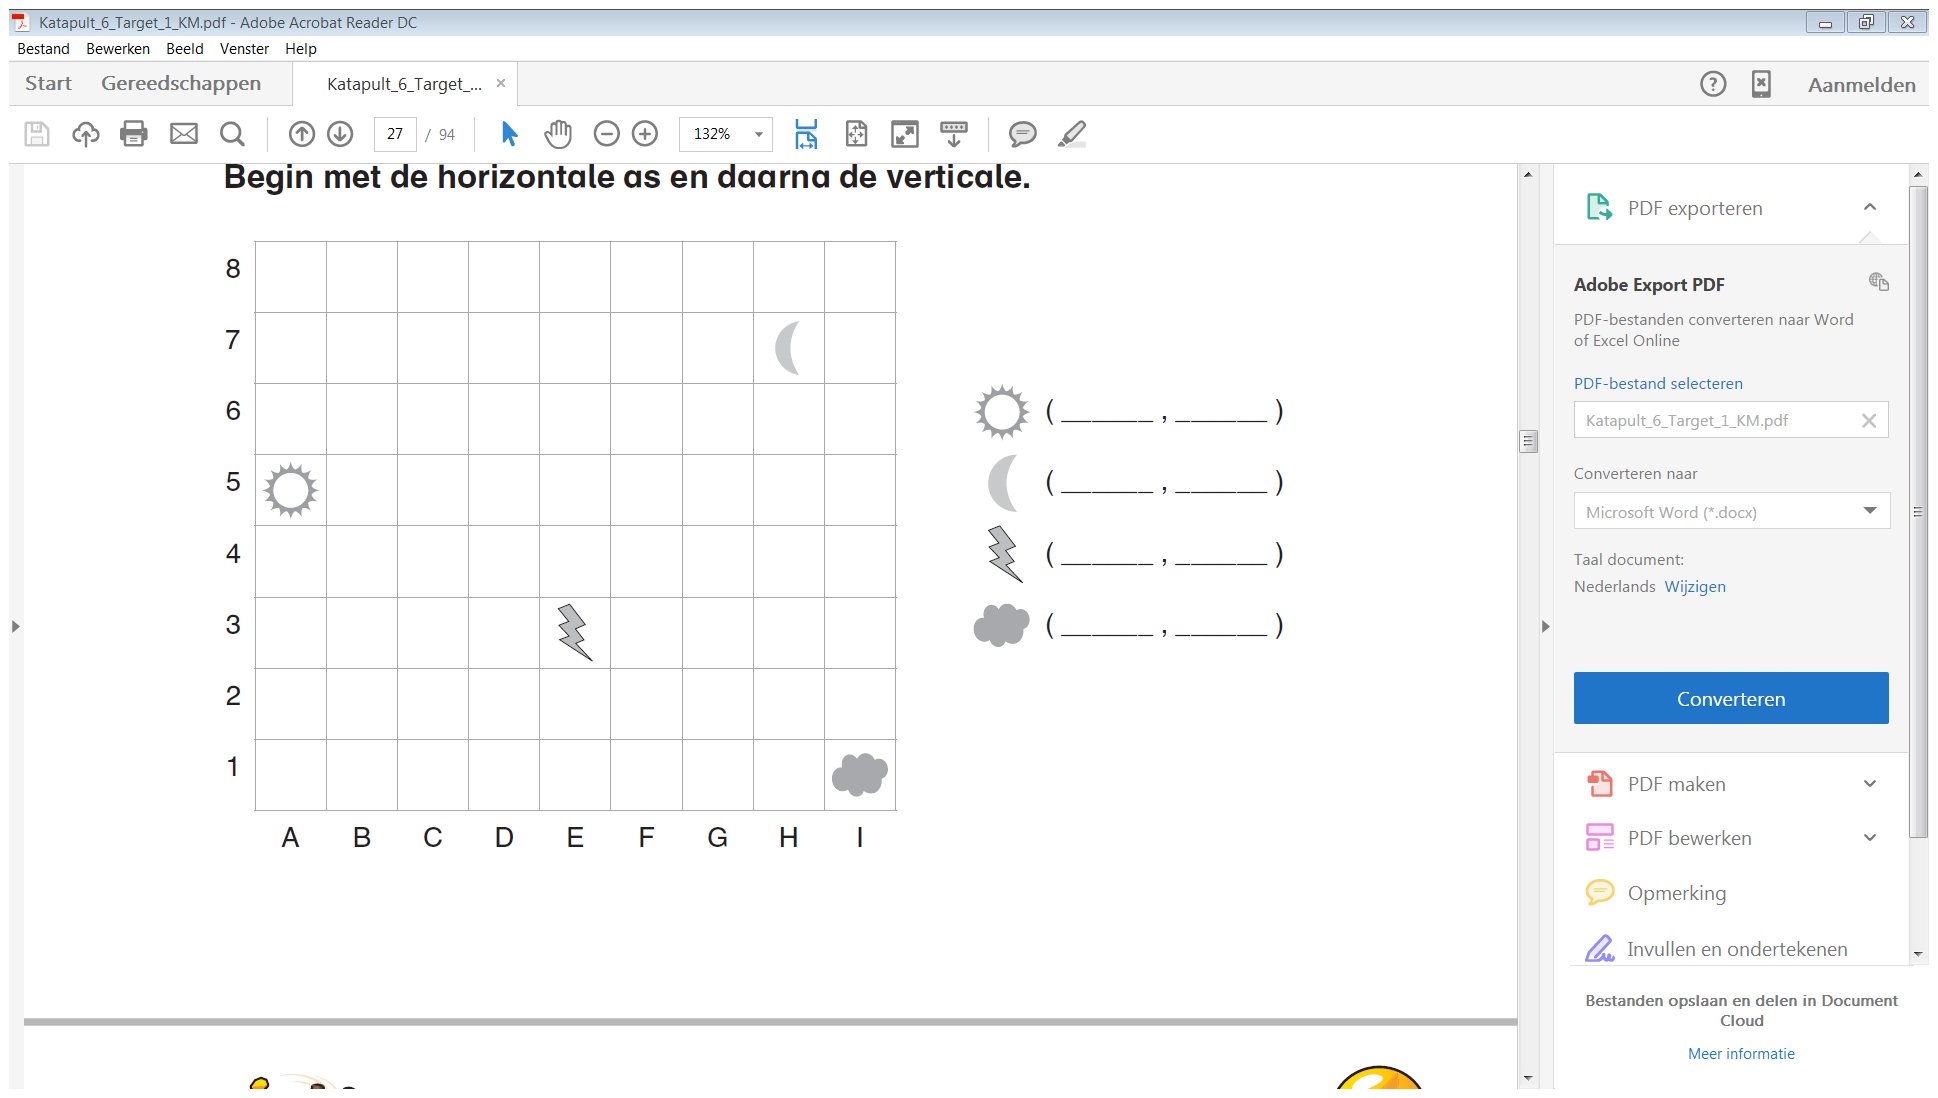 Katapult_6_Target_1_KM.pdf - Adobe Acrobat Reader DC
Bestand Bewerken Beeld Venster Help
Start Gereedschappen Katapult_6_Target_... × Aanmelden
27 / 94 132%
Begin met de horizontale as en daarna de verticale.
8
7
6
5
4
3
2
1
A B C D E F G H I
( ______ , ______ )
( ______ , ______ )
( ______ , ______ )
( ______ , ______ )
PDF exporteren
Adobe Export PDF
PDF-bestanden converteren naar Word
of Excel Online
PDF-bestand selecteren
Katapult_6_Target_1_KM.pdf
Converteren naar
Microsoft Word (*.docx)
Taal document:
Nederlands Wijzigen
Converteren
PDF maken
PDF bewerken
Opmerking
Invullen en ondertekenen
Bestanden opslaan en delen in Document
Cloud
Meer informatie